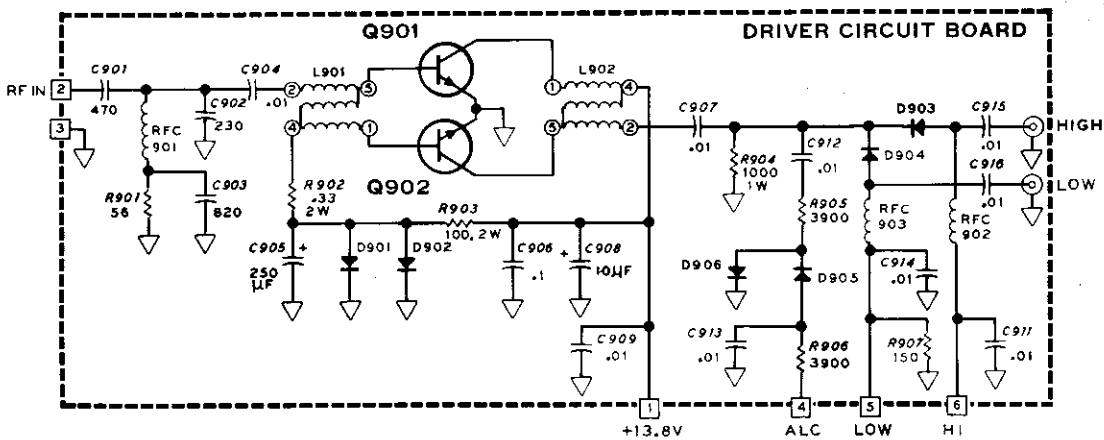 DRIVER CIRCUIT BOARD
Q901
Q902
RF IN
2
3
C901
470
RFC
901
R901
56
C902
230
C903
820
C904
.01
L901
2
5
4
1
R902
.33
2W
C905
+
250
µF
D901
D902
R903
100, 2W
C906
.1
+
C908
10µF
C909
.01
L902
1
4
5
2
C907
.01
R904
1000
1W
C912
.01
R905
3900
D906
D905
C913
.01
R906
3900
D903
D904
RFC
903
RFC
902
C914
.01
R907
150
C911
.01
C915
.01
HIGH
C916
.01
LOW
1
+13.8V
4
ALC
5
LOW
6
HI